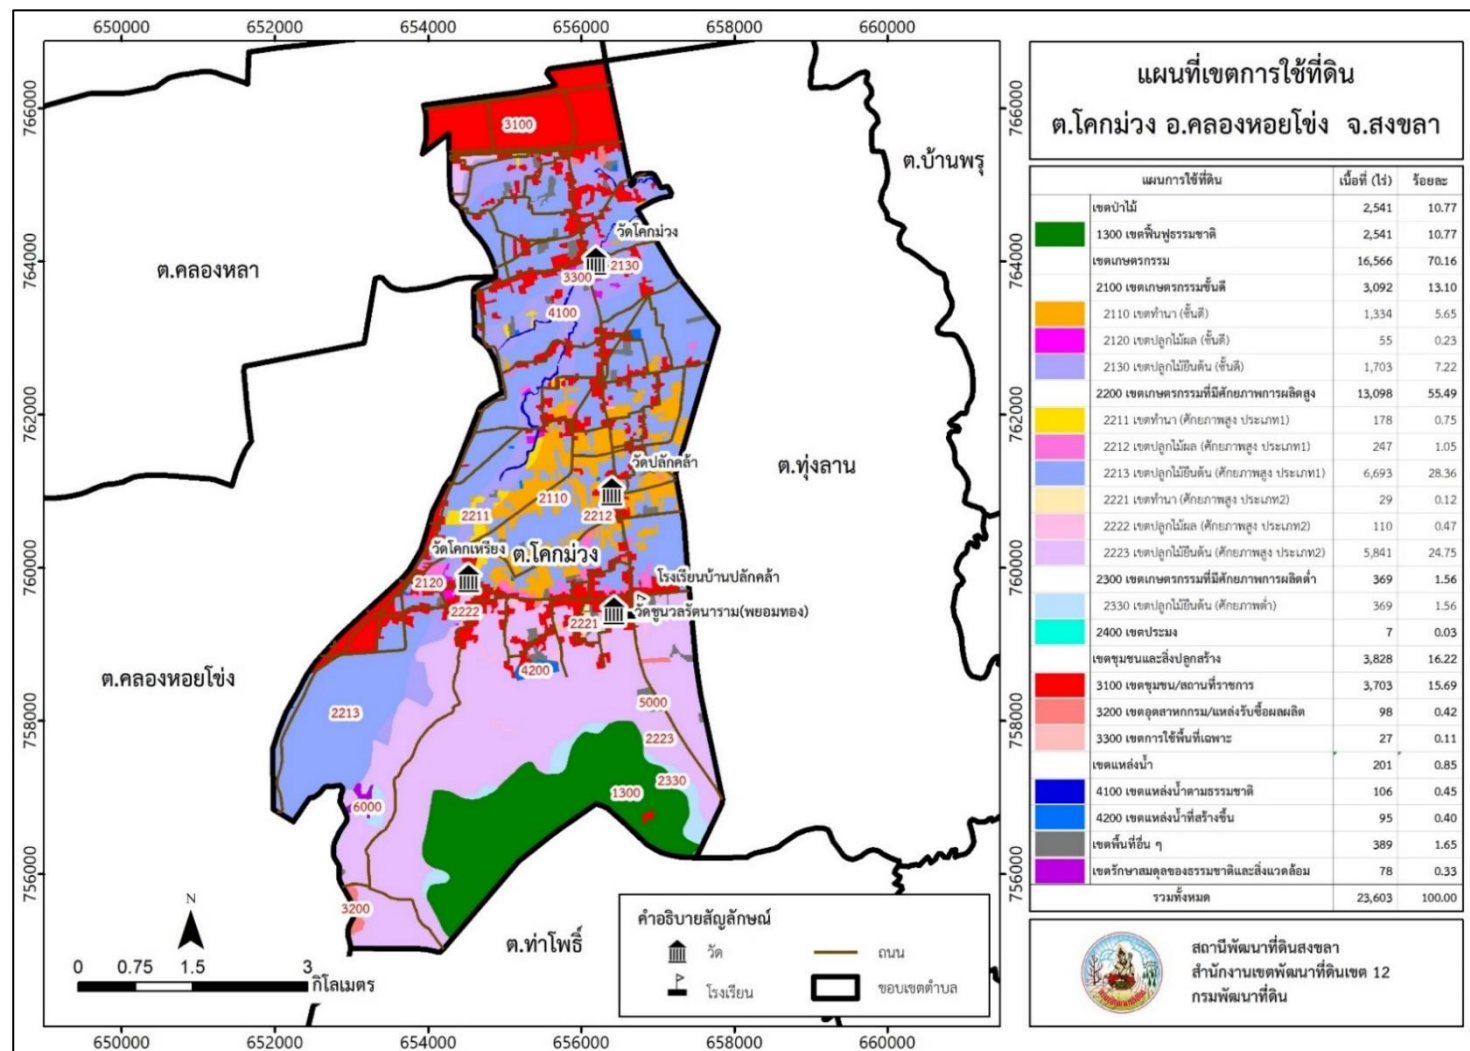 650000 652000 654000 656000 658000 660000
766000
764000
762000
760000
758000
756000
766000
764000
762000
760000
758000
756000
650000 652000 654000 656000 658000 660000
ต.บ้านพรุ
ต.คลองหลา
ต.ทุ่งลาน
ต.คลองหอยโข่ง
ต.ท่าโพธิ์
ต.โคกม่วง
3100
วัดโคกม่วง
2130
3300
4100
วัดปลักคล้า
2110
2211
2212
วัดโคกเหรียง
2120
โรงเรียนบ้านปลักคล้า
2222
2221
วัดชูนวลรัตนาราม(พยอมทอง)
4200
2213
5000
2223
2330
1300
6000
3200
N
0 0.75 1.5 3
กิโลเมตร
คำอธิบายสัญลักษณ์
วัด ถนน
โรงเรียน ขอบเขตตำบล
แผนที่เขตการใช้ที่ดิน
ต.โคกม่วง อ.คลองหอยโข่ง จ.สงขลา
แผนการใช้ที่ดิน เนื้อที่ (ไร่) ร้อยละ
เขตป่าไม้ 2,541 10.77
1300 เขตฟื้นฟูธรรมชาติ 2,541 10.77
เขตเกษตรกรรม 16,566 70.16
2100 เขตเกษตรกรรมชั้นดี 3,092 13.10
2110 เขตทำนา (ชั้นดี) 1,334 5.65
2120 เขตปลูกไม้ผล (ชั้นดี) 55 0.23
2130 เขตปลูกไม้ยืนต้น (ชั้นดี) 1,703 7.22
2200 เขตเกษตรกรรมที่มีศักยภาพการผลิตสูง 13,098 55.49
2211 เขตทำนา (ศักยภาพสูง ประเภท1) 178 0.75
2212 เขตปลูกไม้ผล (ศักยภาพสูง ประเภท1) 247 1.05
2213 เขตปลูกไม้ยืนต้น (ศักยภาพสูง ประเภท1) 6,693 28.36
2221 เขตทำนา (ศักยภาพสูง ประเภท2) 29 0.12
2222 เขตปลูกไม้ผล (ศักยภาพสูง ประเภท2) 110 0.47
2223 เขตปลูกไม้ยืนต้น (ศักยภาพสูง ประเภท2) 5,841 24.75
2300 เขตเกษตรกรรมที่มีศักยภาพการผลิตต่ำ 369 1.56
2330 เขตปลูกไม้ยืนต้น (ศักยภาพต่ำ) 369 1.56
2400 เขตประมง 7 0.03
เขตชุมชนและสิ่งปลูกสร้าง 3,828 16.22
3100 เขตชุมชน/สถานที่ราชการ 3,703 15.69
3200 เขตอุตสาหกกรรม/แหล่งรับซื้อผลผลิต 98 0.42
3300 เขตการใช้พื้นที่เฉพาะ 27 0.11
เขตแหล่งน้ำ 201 0.85
4100 เขตแหล่งน้ำตามธรรมชาติ 106 0.45
4200 เขตแหล่งน้ำที่สร้างขึ้น 95 0.40
เขตพื้นที่อื่น ๆ 389 1.65
เขตรักษาสมดุลของธรรมชาติและสิ่งแวดล้อม 78 0.33
รวมทั้งหมด 23,603 100.00
สถานีพัฒนาที่ดินสงขลา
สำนักงานเขตพัฒนาที่ดินเขต 12
กรมพัฒนาที่ดิน